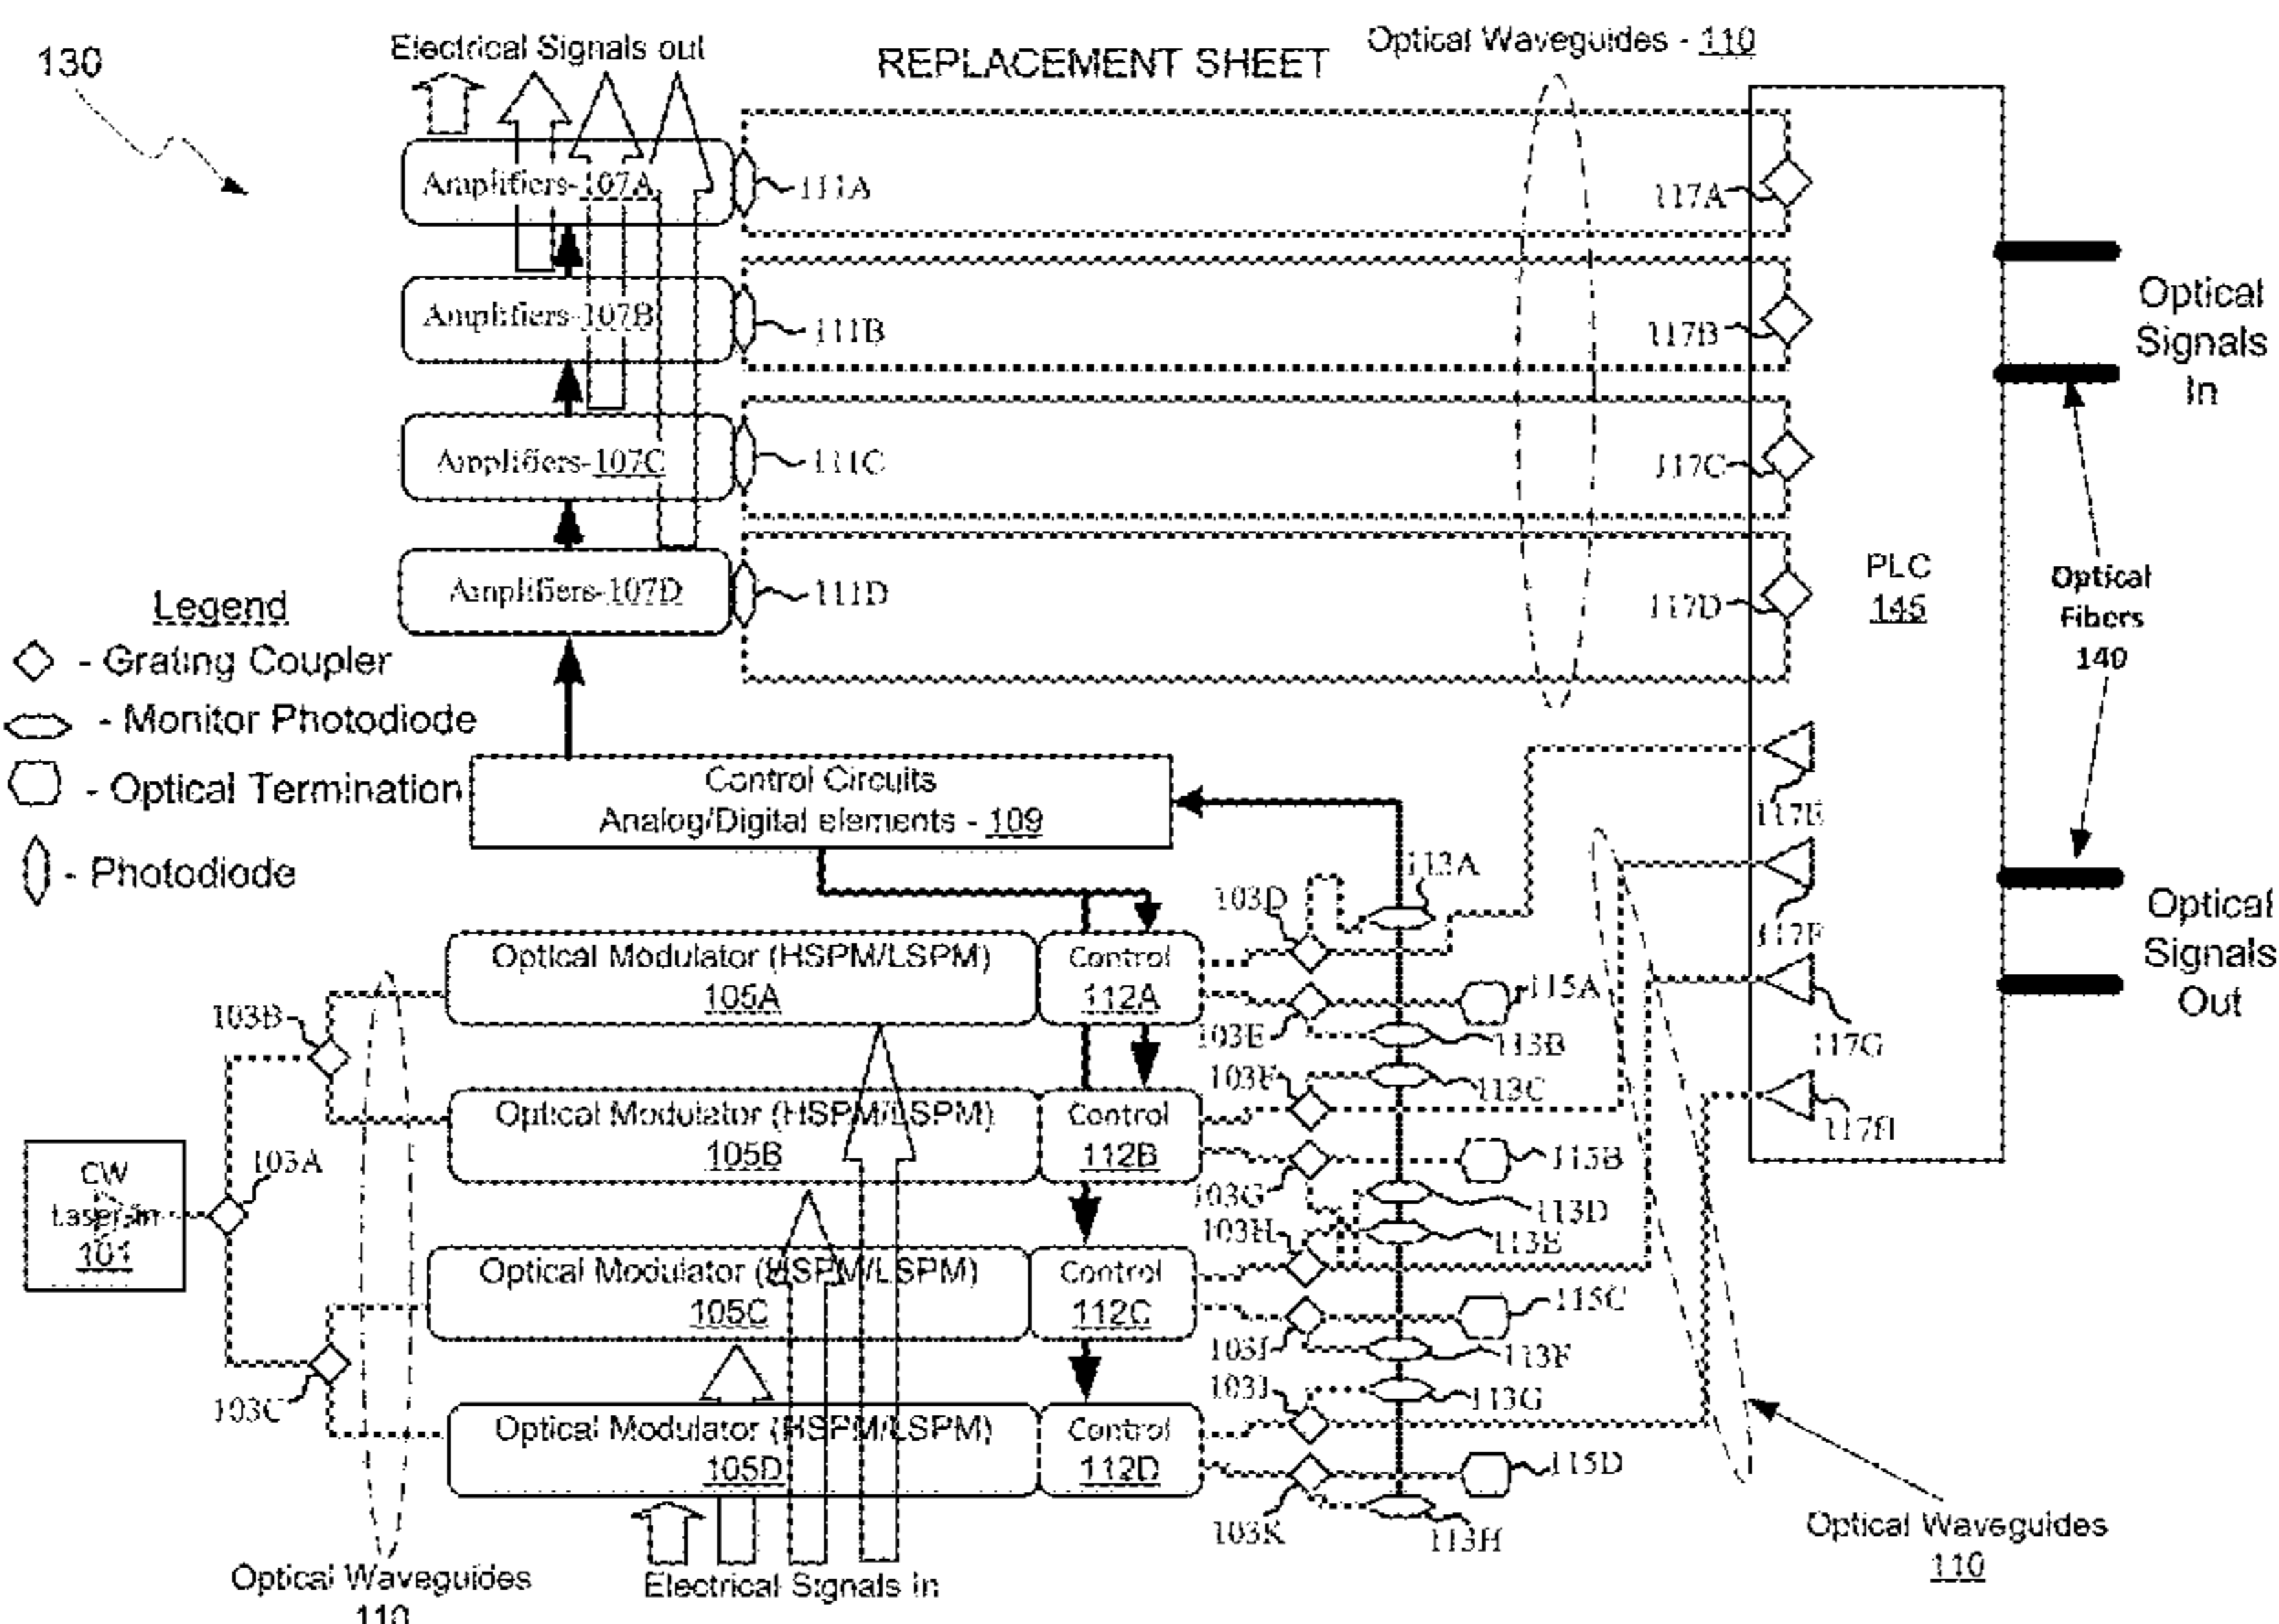 130
Electrical Signals out
REPLACEMENT SHEET
Optical Waveguides - 110
Amplifiers-107A
111A
117A
Amplifiers-107B
111B
117B
Optical
Signals
In
Amplifiers-107C
111C
117C
Amplifiers-107D
111D
117D
PLC
145
Optical
Fibers
140
Legend
- Grating Coupler
- Monitor Photodiode
- Optical Termination
- Photodiode
Control Circuits
Analog/Digital elements - 109
117E
117F
117G
117H
Optical
Signals
Out
103D
113A
Optical Modulator (HSPM/LSPM)
105A
Control
112A
115A
103E
113B
103B
103F
113C
Optical Modulator (HSPM/LSPM)
105B
Control
112B
115B
103G
113D
103H
113E
CW
Laser-in
101
103A
Optical Modulator (HSPM/LSPM)
105C
Control
112C
115C
103I
113F
103J
113G
103C
Optical Modulator (HSPM/LSPM)
105D
Control
112D
115D
103K
113H
Optical Waveguides
110
Electrical Signals In
Optical Waveguides
110